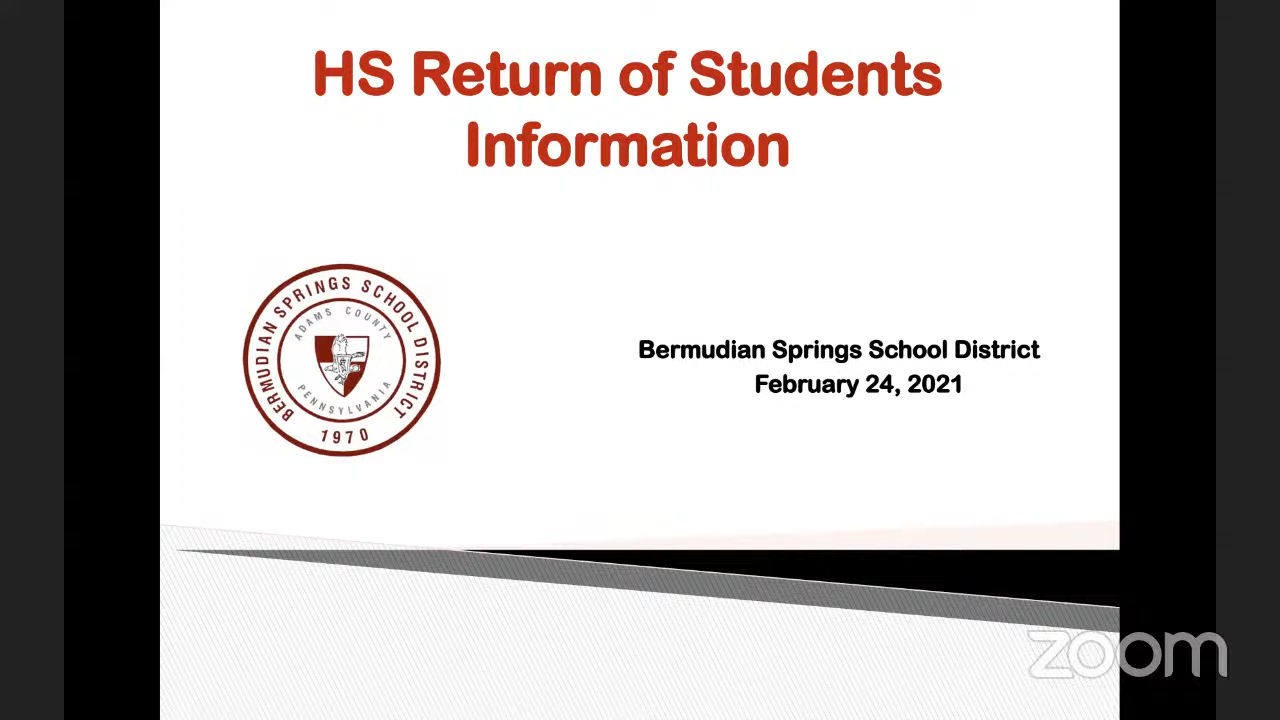 HS Return of Students
Information
BERMUDIAN SPRINGS SCHOOL DISTRICT
ADAMS COUNTY
PENNSYLVANIA
1970
Bermudian Springs School District
February 24, 2021
zoom